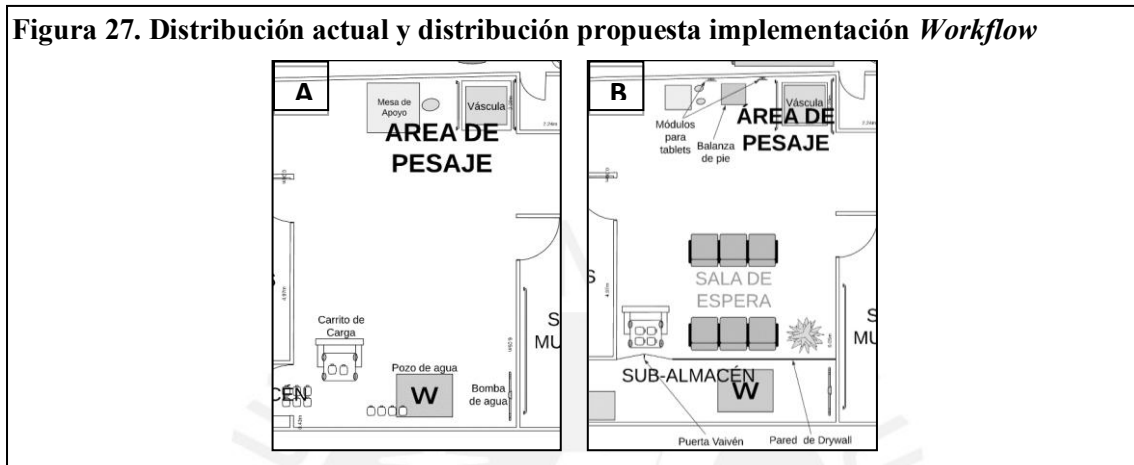 Figura 27. Distribución actual y distribución propuesta implementación Workflow
A
Mesa de
Apoyo
Váscula
AREA DE
PESAJE
Carrito de
Carga
Pozo de agua
W
Bomba
de agua
CÉN
S
MU
B
Váscula
Módulos
para
tablets
Balanza
de pie
ÁREA DE
PESAJE
SALA DE
ESPERA
S
S
MU
SUB-ALMACÉN
W
Puerta Vaivén
Pared de Drywall